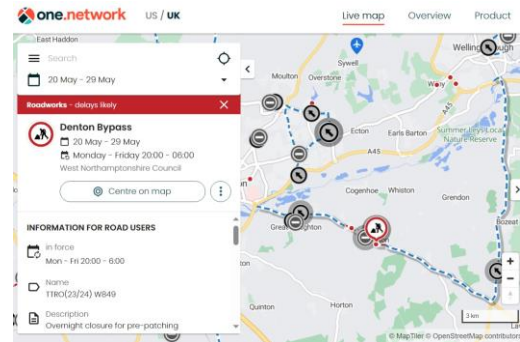 one.network
US / UK
Live map
Overview
Product
Search
20 May - 29 May
Roadworks - delays likely
Denton Bypass
20 May - 29 May
Monday - Friday 20:00 - 06:00
West Northamptonshire Council
Centre on map
INFORMATION FOR ROAD USERS
In force
Mon - Fri 20:00 - 6:00
Name
TTRO(23/24) W849
Description
Overnight closure for pre-patching
East Haddon
Moulton
Overstone
Sywell
Ecton
Earls Barton
Summer Leys Local
Nature Reserve
A45
A45
Cogenhoe
Whiston
Grendon
Bozeat
Quinton
Horton
3 km
© MapTiler © OpenStreetMap contributors